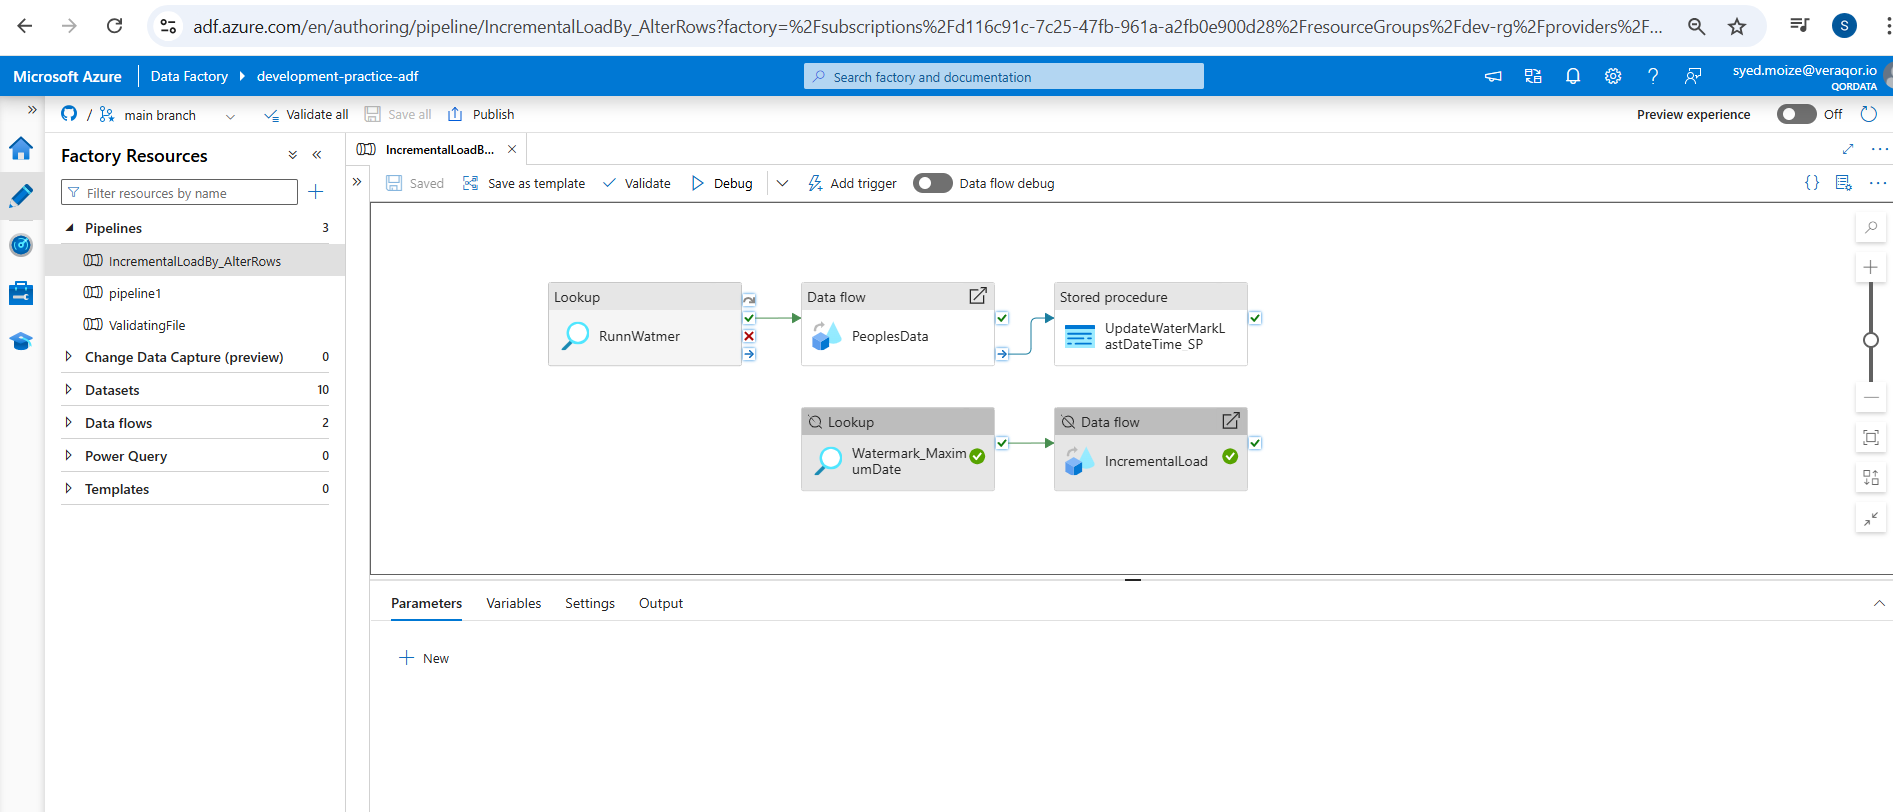 adf.azure.com/en/authoring/pipeline/IncrementalLoadBy_AlterRows?factory=%2Fsubscriptions%2Fd116c91c-7c25-47fb-961a-a2fb0e900d28%2FresourceGroups%2Fdev-rg%2Fproviders%2F...
S
Microsoft Azure
Data Factory
development-practice-adf
Search factory and documentation
syed.moize@veraqor.io
QORDATA
/
main branch
Validate all
Save all
Publish
Preview experience
Off
Factory Resources
IncrementalLoadB...
Filter resources by name
Saved
Save as template
Validate
Debug
Add trigger
Data flow debug
{}
Pipelines 3
IncrementalLoadBy_AlterRows
pipeline1
ValidatingFile
Change Data Capture (preview) 0
Datasets 10
Data flows 2
Power Query 0
Templates 0
Lookup
RunnWatmer
Data flow
PeoplesData
Stored procedure
UpdateWaterMarkL
astDateTime_SP
Lookup
Watermark_Maxim
umDate
Data flow
IncrementalLoad
Parameters
Variables
Settings
Output
New